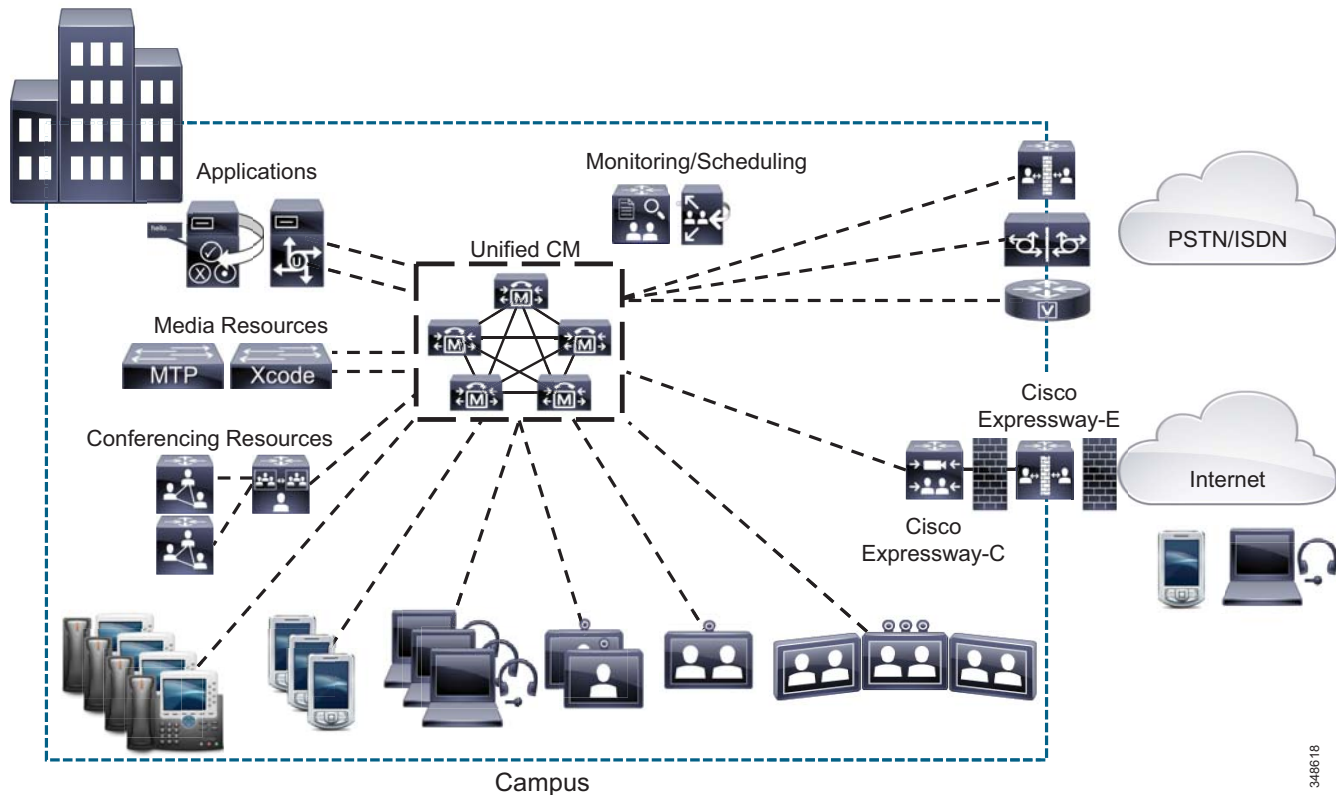 Applications
hello...
Monitoring/Scheduling
Unified CM
M
M
M
M
M
U
PSTN/ISDN
V
Media Resources
MTP
Xcode
Conferencing Resources
Cisco
Expressway-E
Internet
Cisco
Expressway-C
Campus
348618